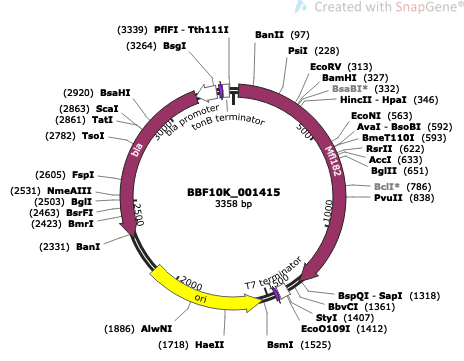 Created with SnapGene®
(3339) PflFI - Tth111I
(3264) BsgI
BanII (97)
PsiI (228)
EcoRV (313)
BamHI (327)
BsaBI* (332)
HincII - HpaI (346)
EcoNI (563)
AvaI - BsoBI (592)
BmeT110I (593)
RsrII (622)
AccI (633)
BglII (651)
BclI* (786)
PvuII (838)
BspQI - SapI (1318)
BbvCI (1361)
StyI (1407)
EcoO109I (1412)
BsmI (1525)
HaeII
(1718)
AlwNI
(1886)
(2331) BanI
(2423) BmrI
(2463) BsrFI
(2503) BglI
(2531) NmeAIII
(2605) FspI
(2782) TsoI
(2861) TatI
(2863) ScaI
(2920) BsaHI
bla promoter
tonB terminator
bla
Mfl182
ori
T7 terminator
500
1000
1500
2000
2500
3000
BBF10K_001415
3358 bp